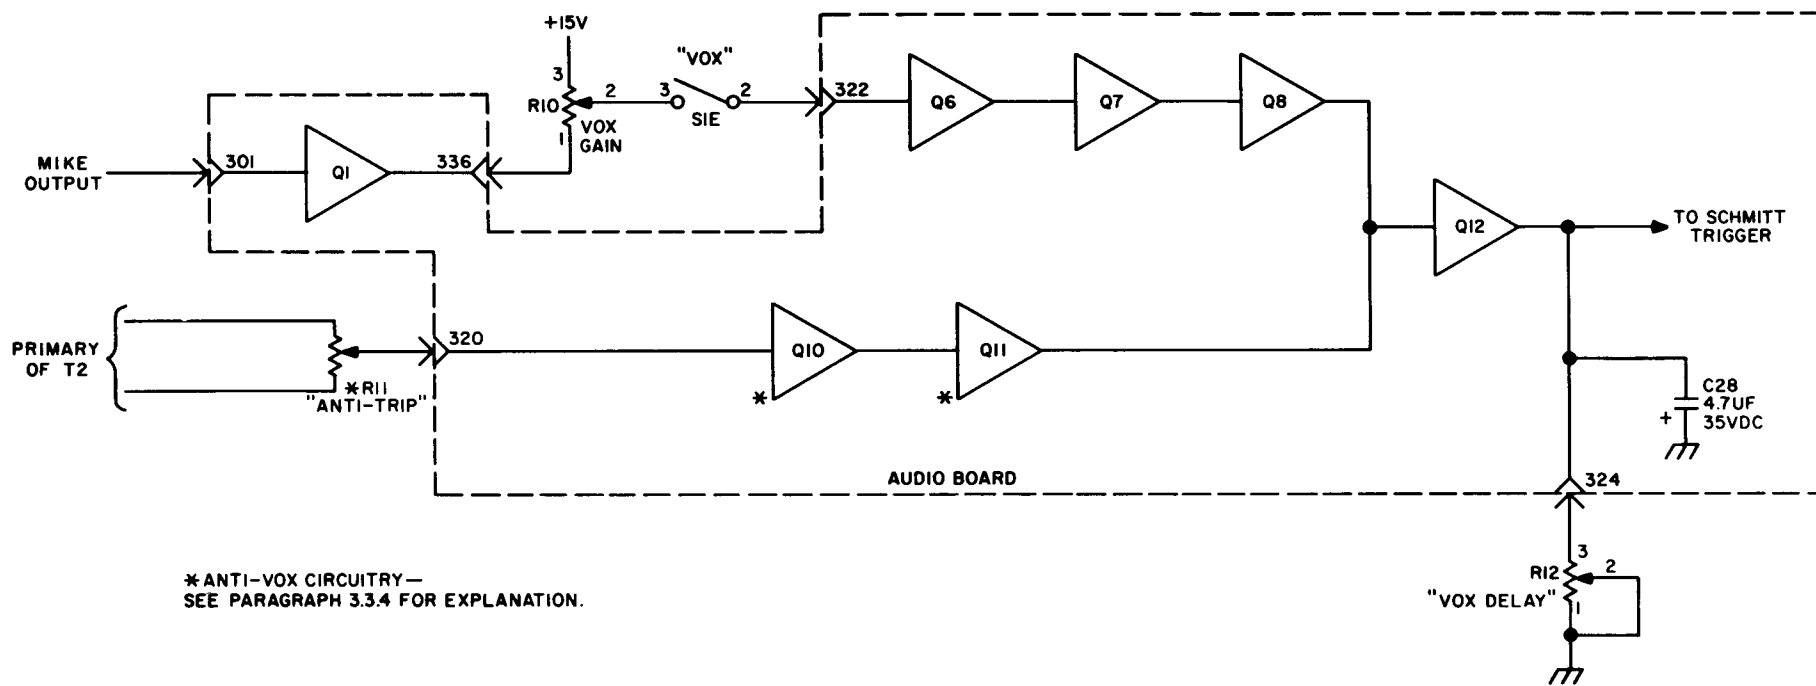 +15V
"VOX"
3
2
3
2
R10
VOX
GAIN
1
S1E
322
Q6
Q7
Q8
MIKE
OUTPUT
301
Q1
336
Q12
TO SCHMITT
TRIGGER
PRIMARY
OF T2
320
*R11
"ANTI-TRIP"
Q10
*
Q11
*
C28
4.7UF
35VDC
+
AUDIO BOARD
324
3
2
R12
"VOX DELAY"
1
*ANTI-VOX CIRCUITRY—
SEE PARAGRAPH 3.3.4 FOR EXPLANATION.